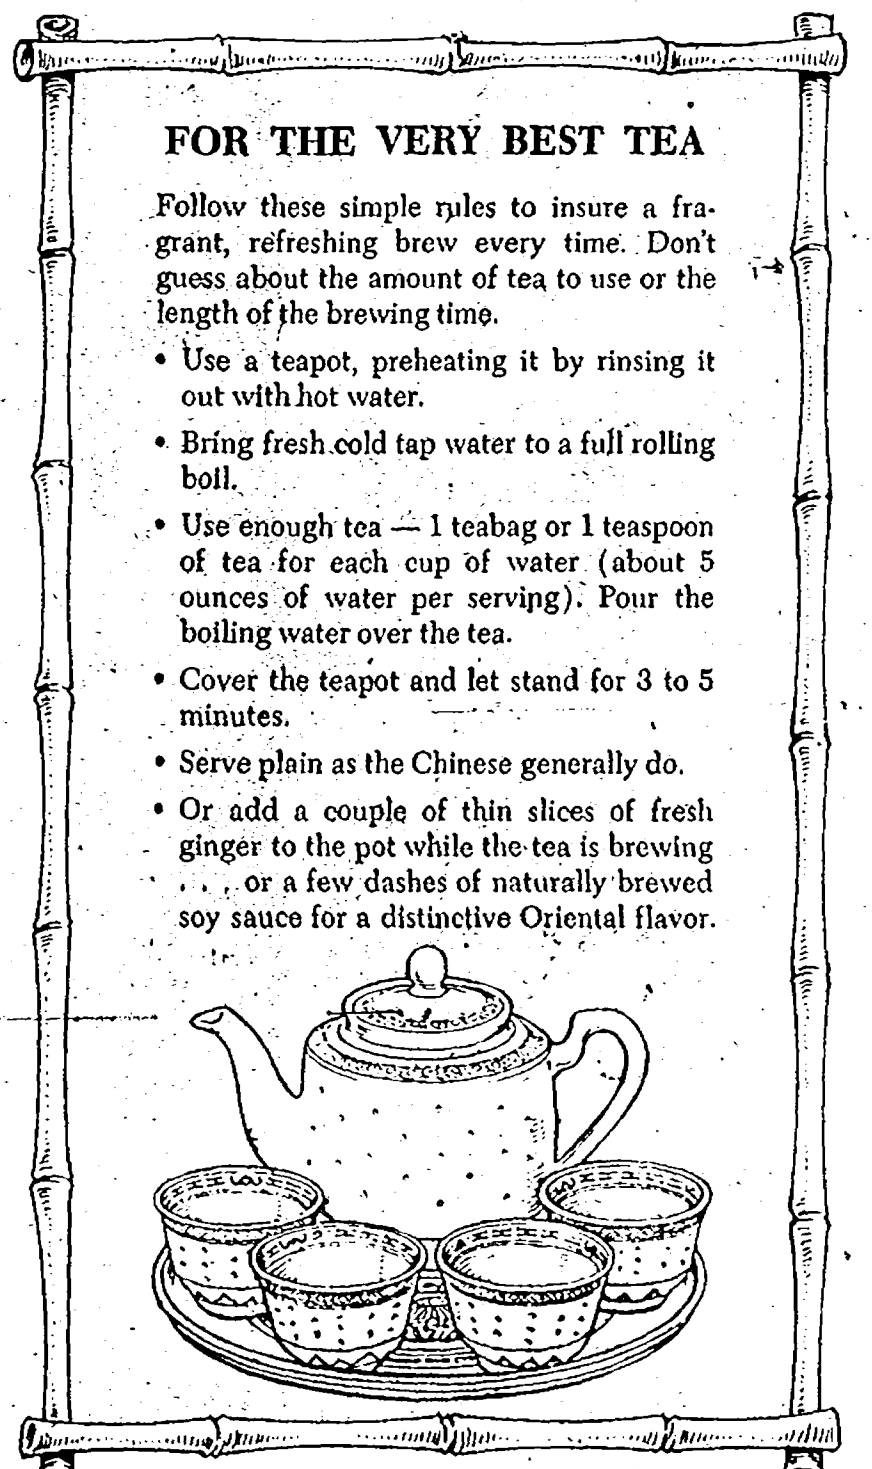 FOR THE VERY BEST TEA
Follow these simple rules to insure a fra-
grant, refreshing brew every time. Don't
guess about the amount of tea to use or the
length of the brewing time.
• Use a teapot, preheating it by rinsing it
out with hot water.
• Bring fresh cold tap water to a full rolling
boil.
• Use enough tea — 1 teabag or 1 teaspoon
of tea for each cup of water (about 5
ounces of water per serving). Pour the
boiling water over the tea.
• Cover the teapot and let stand for 3 to 5
minutes.
• Serve plain as the Chinese generally do.
• Or add a couple of thin slices of fresh
ginger to the pot while the tea is brewing
. . . or a few dashes of naturally brewed
soy sauce for a distinctive Oriental flavor.